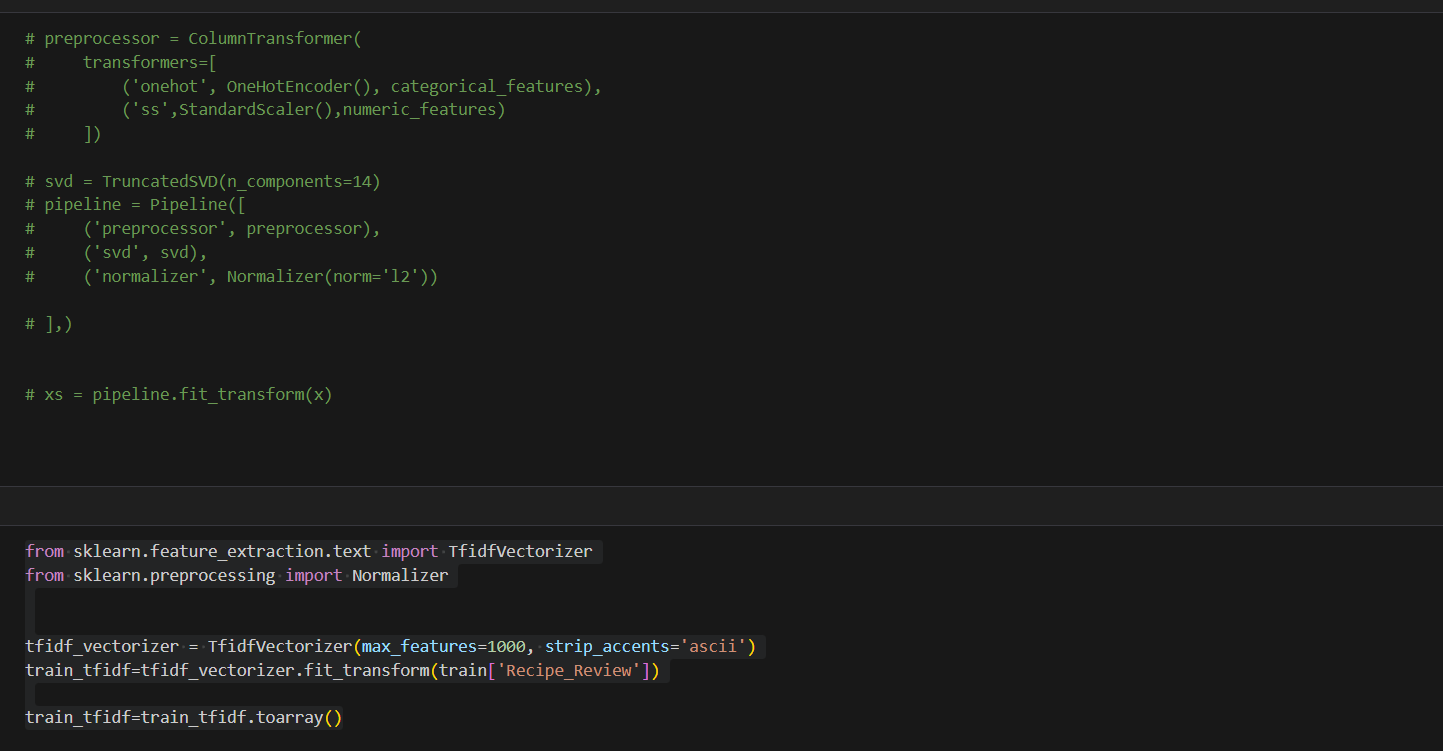 # preprocessor = ColumnTransformer(
#     transformers=[
#         ('onehot', OneHotEncoder(), categorical_features),
#         ('ss',StandardScaler(),numeric_features)
#     ])
# svd = TruncatedSVD(n_components=14)
# pipeline = Pipeline([
#     ('preprocessor', preprocessor),
#     ('svd', svd),
#     ('normalizer', Normalizer(norm='l2'))
# ],)
# xs = pipeline.fit_transform(x)
from sklearn.feature_extraction.text import TfidfVectorizer
from sklearn.preprocessing import Normalizer
tfidf_vectorizer = TfidfVectorizer(max_features=1000, strip_accents='ascii')
train_tfidf=tfidf_vectorizer.fit_transform(train['Recipe_Review'])
train_tfidf=train_tfidf.toarray()